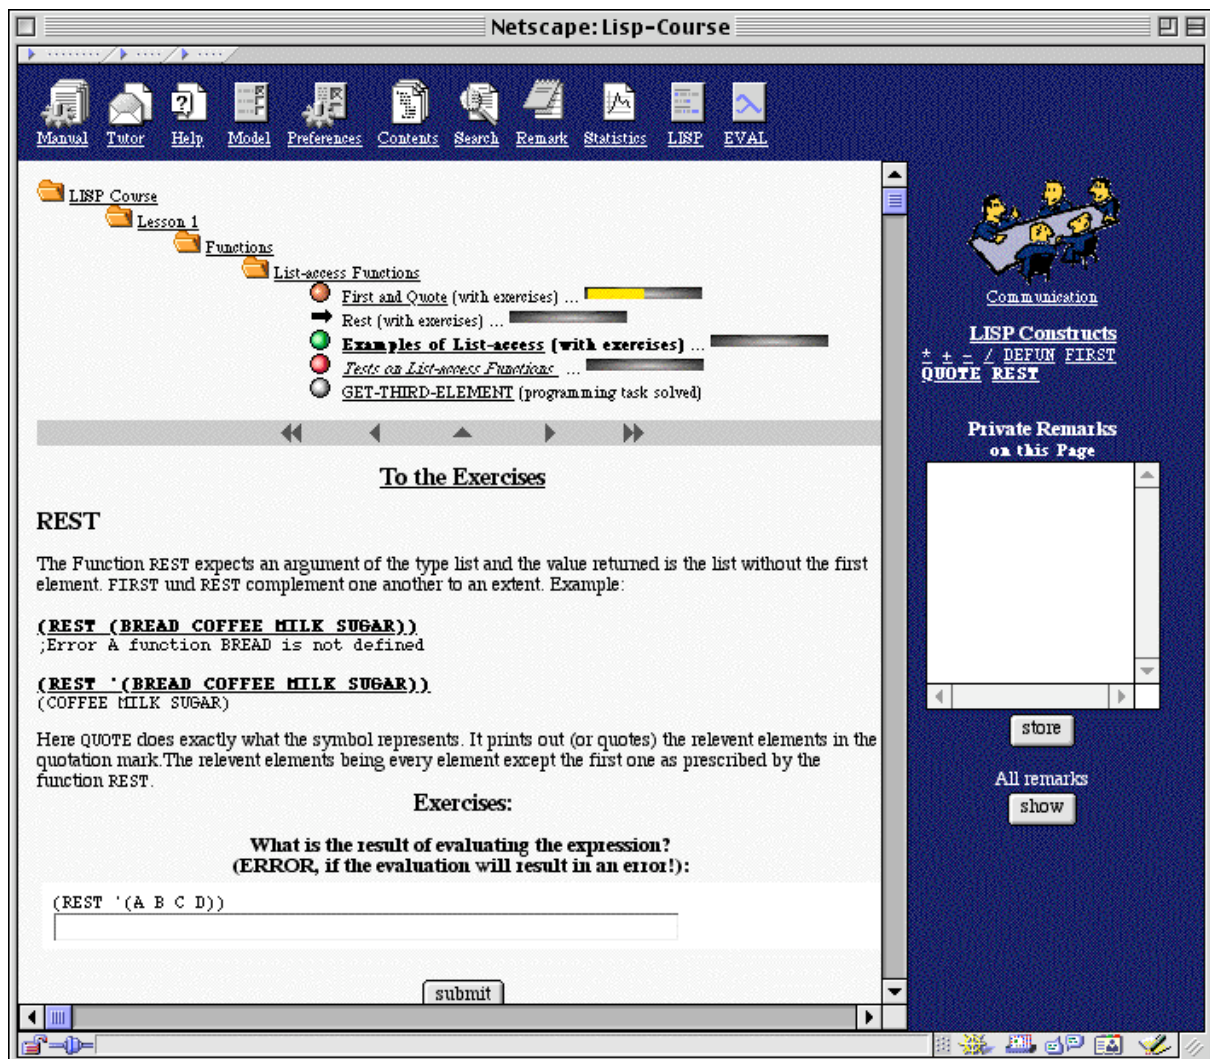 Netscape: Lisp-Course
Manual Tutor Help Model Preferences Contents Search Remark Statistics LISP EVAL
LISP Course
Lesson 1
Functions
List-access Functions
First and Quote (with exercises) ...
Rest (with exercises) ...
Examples of List-access (with exercises) ...
Tests on List-access Functions ...
GET-THIRD-ELEMENT (programming task solved)
To the Exercises
REST
The Function REST expects an argument of the type list and the value returned is the list without the first
element. FIRST und REST complement one another to an extent. Example:
(REST (BREAD COFFEE MILK SUGAR))
;Error A function BREAD is not defined
(REST '(BREAD COFFEE MILK SUGAR))
(COFFEE MILK SUGAR)
Here QUOTE does exactly what the symbol represents. It prints out (or quotes) the relevent elements in the
quotation mark.The relevent elements being every element except the first one as prescribed by the
function REST.
Exercises:
What is the result of evaluating the expression?
(ERROR, if the evaluation will result in an error!):
(REST '(A B C D))
submit
Communication
LISP Constructs
* + - / DEFUN FIRST
QUOTE REST
Private Remarks
on this Page
store
All remarks
show